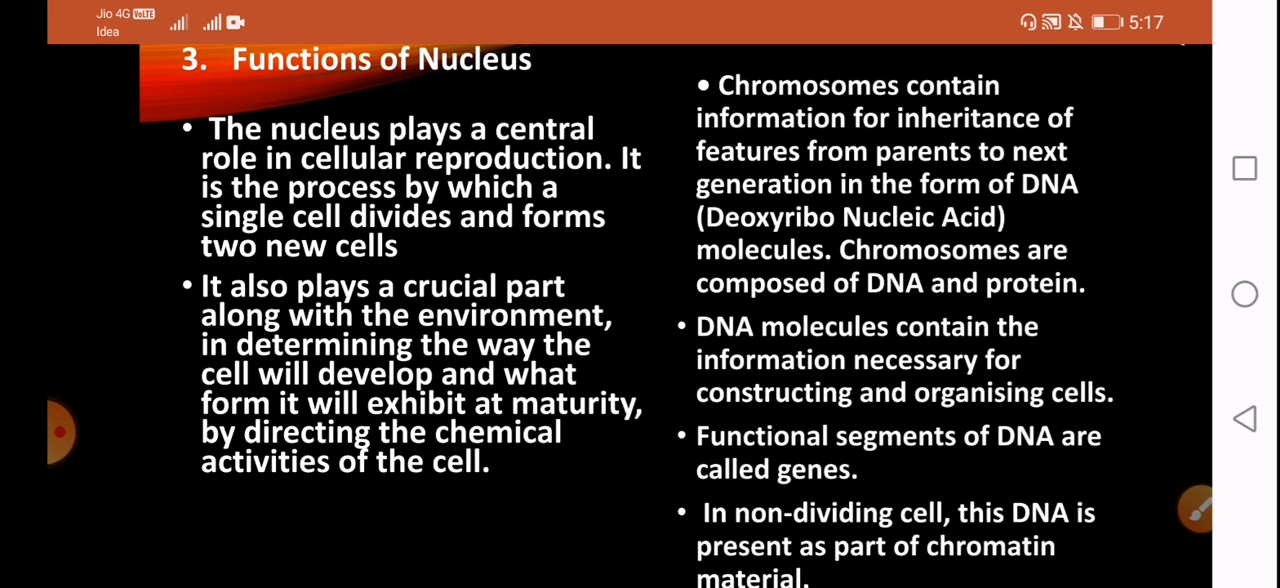 Jio 4G VoLTE
Idea
5:17
3. Functions of Nucleus
• The nucleus plays a central
role in cellular reproduction. It
is the process by which a
single cell divides and forms
two new cells
• It also plays a crucial part
along with the environment,
in determining the way the
cell will develop and what
form it will exhibit at maturity,
by directing the chemical
activities of the cell.
• Chromosomes contain
information for inheritance of
features from parents to next
generation in the form of DNA
(Deoxyribo Nucleic Acid)
molecules. Chromosomes are
composed of DNA and protein.
• DNA molecules contain the
information necessary for
constructing and organising cells.
• Functional segments of DNA are
called genes.
• In non-dividing cell, this DNA is
present as part of chromatin
material.